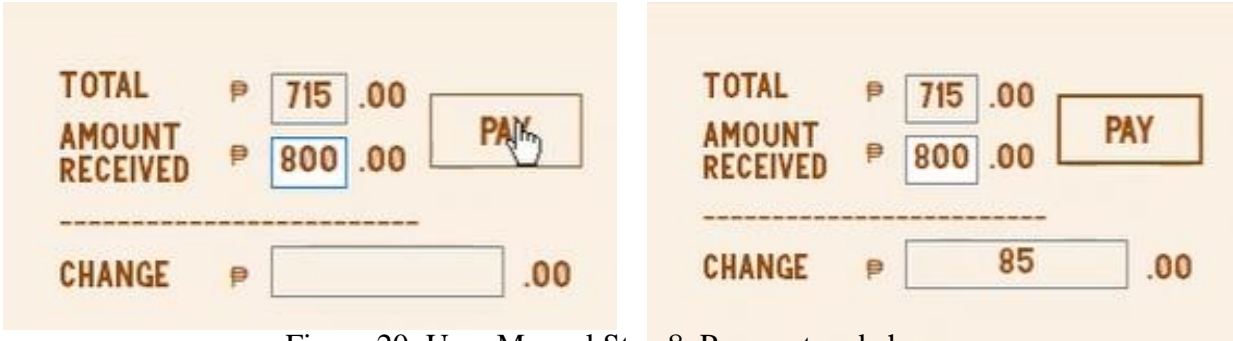 TOTAL ₱ 715 .00
AMOUNT RECEIVED ₱ 800 .00
PAY
---------------------------
CHANGE ₱ .00
TOTAL ₱ 715 .00
AMOUNT RECEIVED ₱ 800 .00
PAY
--------------------------
CHANGE ₱ 85 .00